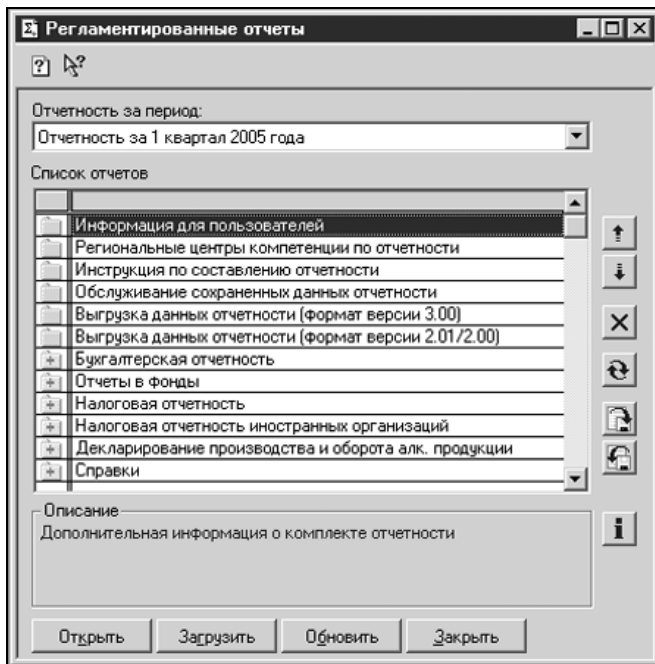 Регламентированные отчеты
Отчетность за период:
Отчетность за 1 квартал 2005 года
Список отчетов
Информация для пользователей
Региональные центры компетенции по отчетности
Инструкция по составлению отчетности
Обслуживание сохраненных данных отчетности
Выгрузка данных отчетности (формат версии 3.00)
Выгрузка данных отчетности (формат версии 2.01/2.00)
Бухгалтерская отчетность
Отчеты в фонды
Налоговая отчетность
Налоговая отчетность иностранных организаций
Декларирование производства и оборота алк. продукции
Справки
Описание
Дополнительная информация о комплекте отчетности
Открыть Загрузить Обновить Закрыть